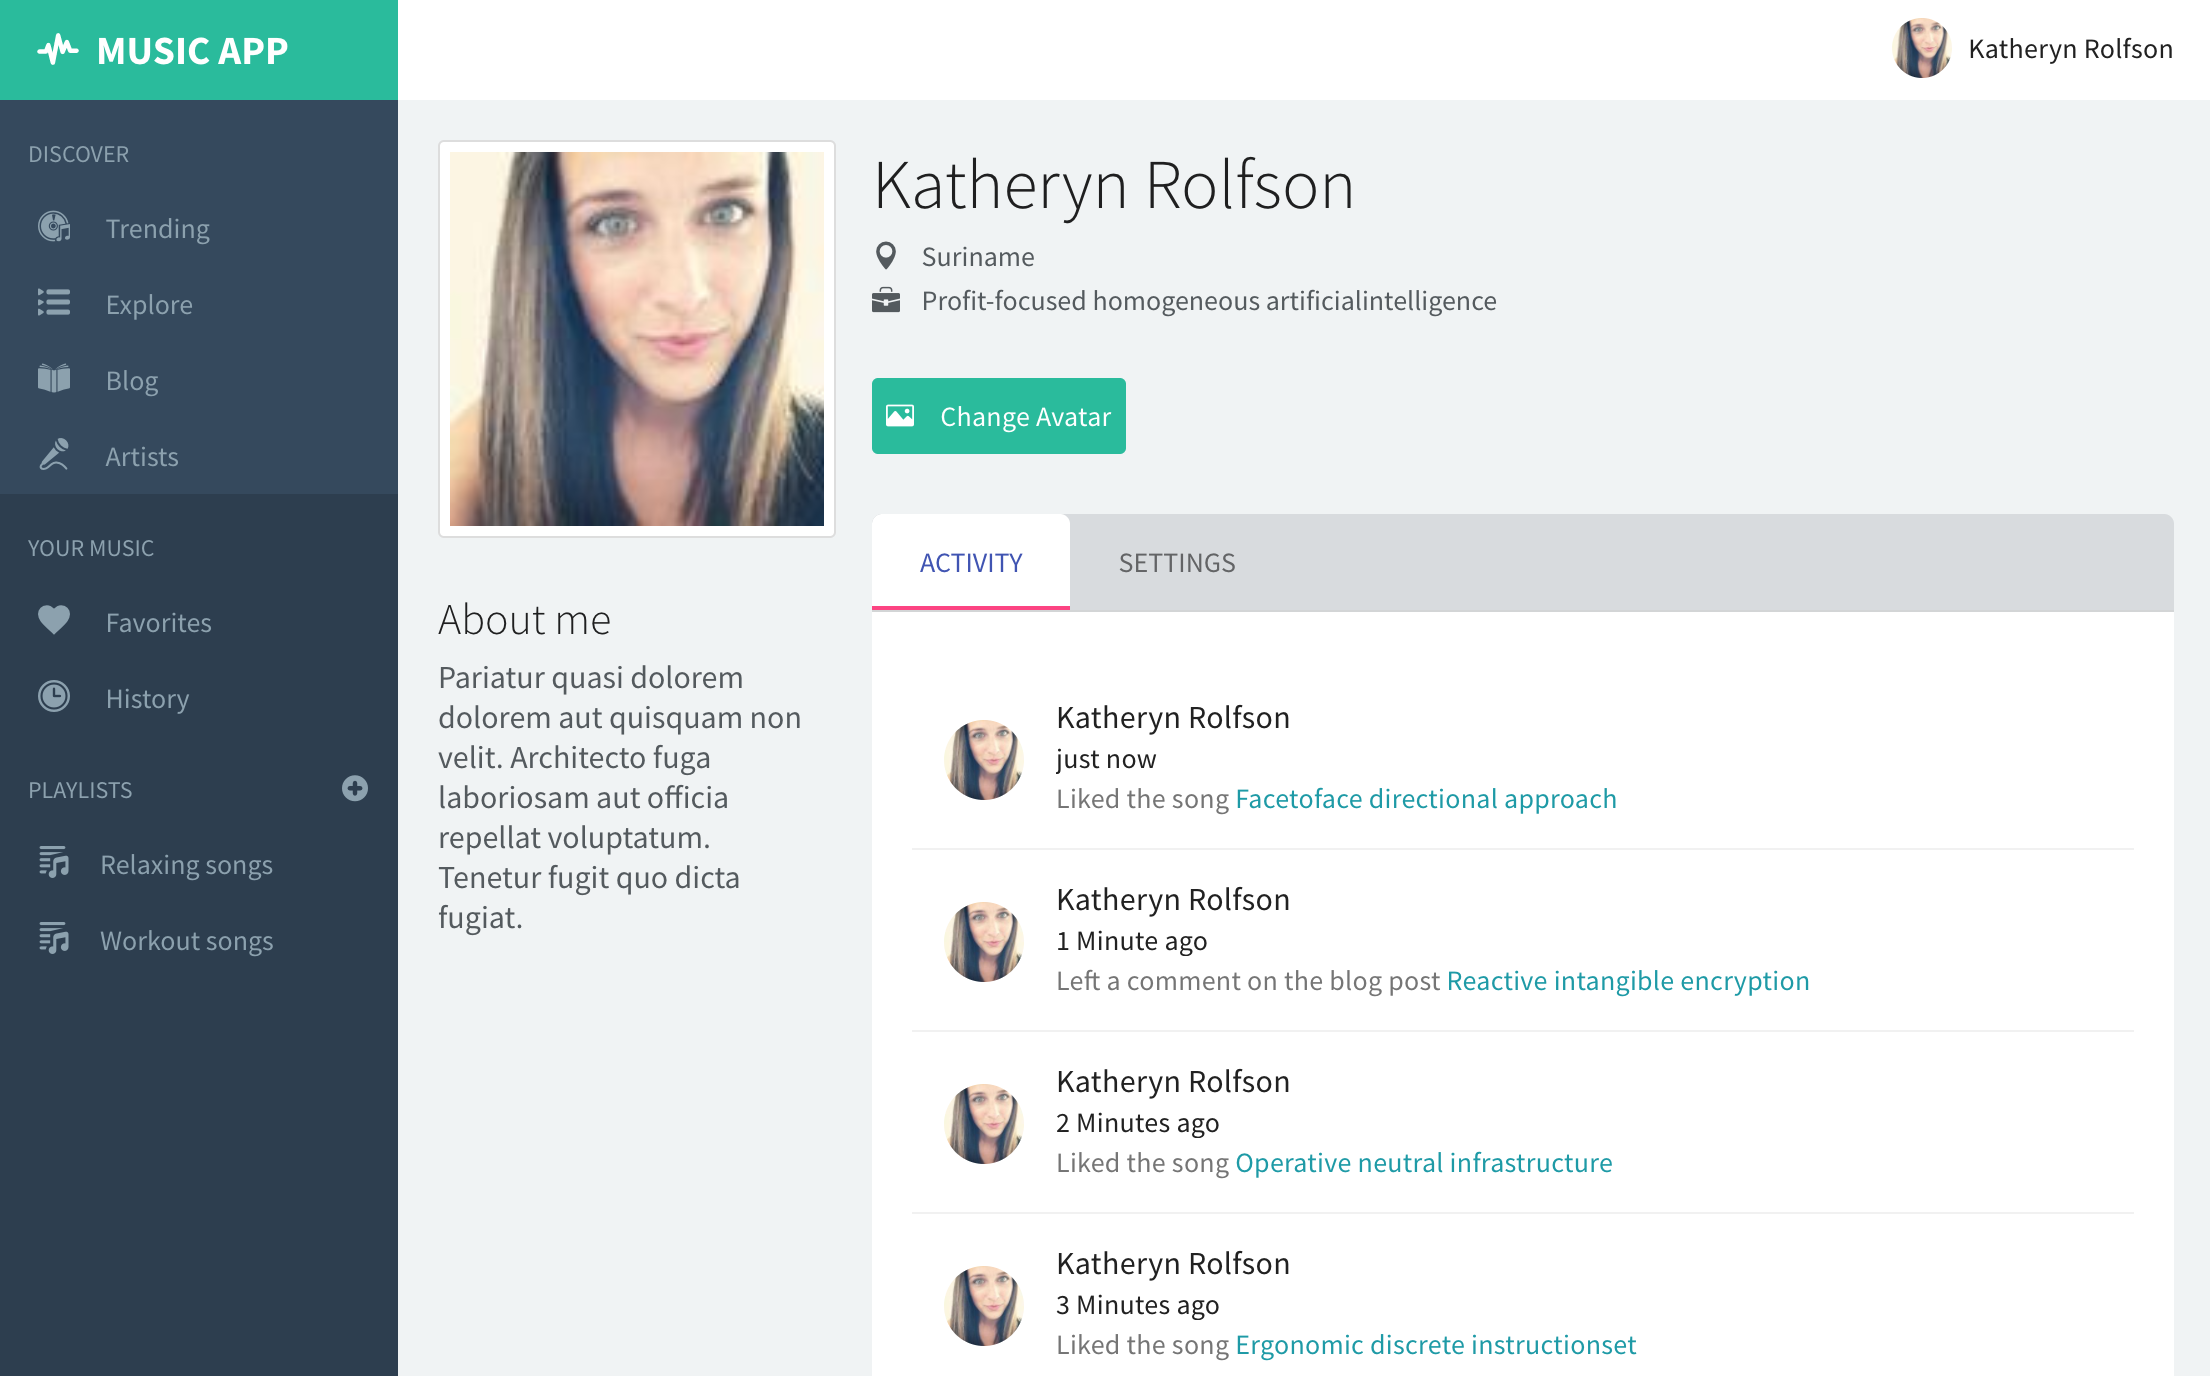 MUSIC APP
Katheryn Rolfson
DISCOVER
Trending
Explore
Blog
Artists
YOUR MUSIC
Favorites
History
PLAYLISTS
Relaxing songs
Workout songs
Katheryn Rolfson
Suriname
Profit-focused homogeneous artificialintelligence
Change Avatar
About me
Pariatur quasi dolorem
dolorem aut quisquam non
velit. Architecto fuga
laboriosam aut officia
repellat voluptatum.
Tenetur fugit quo dicta
fugiat.
ACTIVITY
SETTINGS
Katheryn Rolfson
just now
Liked the song Facetoface directional approach
Katheryn Rolfson
1 Minute ago
Left a comment on the blog post Reactive intangible encryption
Katheryn Rolfson
2 Minutes ago
Liked the song Operative neutral infrastructure
Katheryn Rolfson
3 Minutes ago
Liked the song Ergonomic discrete instructionset